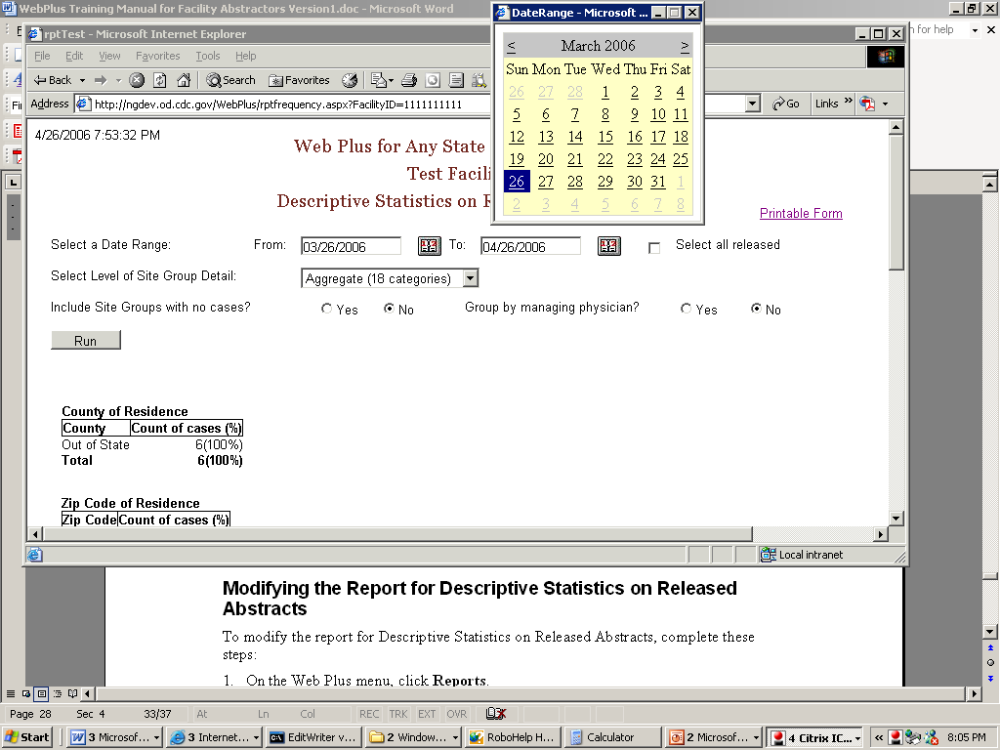 WebPlus Training Manual for Facility Abstractors Version1.doc - Microsoft Word
rptTest - Microsoft Internet Explorer
DateRange - Microsoft ...
File Edit View Favorites Tools Help
n for help
Back Search Favorites
Address http://ngdev.od.cdc.gov/WebPlus/rptfrequency.aspx?FacilityID=1111111111 Go Links »
< March 2006 >
Sun Mon Tue Wed Thu Fri Sat
26 27 28 1 2 3 4
5 6 7 8 9 10 11
12 13 14 15 16 17 18
19 20 21 22 23 24 25
26 27 28 29 30 31 1
2 3 4 5 6 7 8
4/26/2006 7:53:32 PM
Web Plus for Any State
Test Facili
Descriptive Statistics on R
Printable Form
Select a Date Range: From: 03/26/2006 To: 04/26/2006 Select all released
Select Level of Site Group Detail: Aggregate (18 categories)
Include Site Groups with no cases? Yes No Group by managing physician? Yes No
Run
County of Residence
County Count of cases (%)
Out of State 6(100%)
Total 6(100%)
Zip Code of Residence
Zip Code Count of cases (%)
Local intranet
Modifying the Report for Descriptive Statistics on Released
Abstracts
To modify the report for Descriptive Statistics on Released Abstracts, complete these
steps:
1. On the Web Plus menu, click Reports.
Page 28 Sec 4 33/37 At Ln Col REC TRK EXT OVR
Start 3 Microsof... 3 Internet... EditWriter v... 2 Window... RoboHelp H... Calculator 2 Microsof... 4 Citrix IC... « 8:05 PM